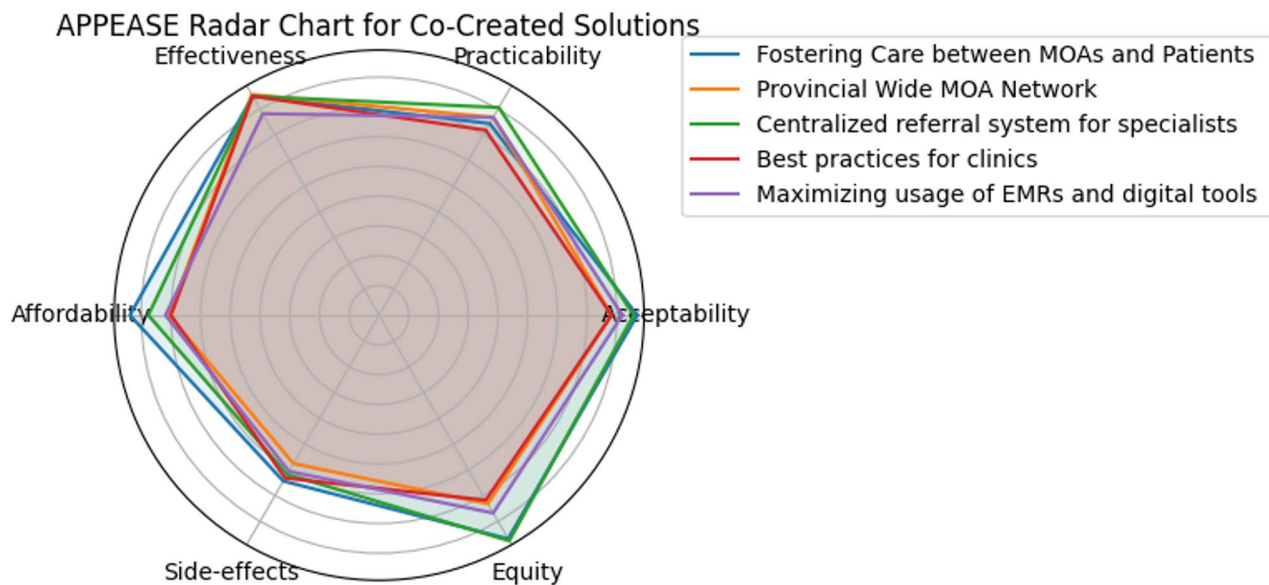 APPEASE Radar Chart for Co-Created Solutions
Effectiveness
Practicability
Affordability
Acceptability
Side-effects
Equity
Fostering Care between MOAs and Patients
Provincial Wide MOA Network
Centralized referral system for specialists
Best practices for clinics
Maximizing usage of EMRs and digital tools